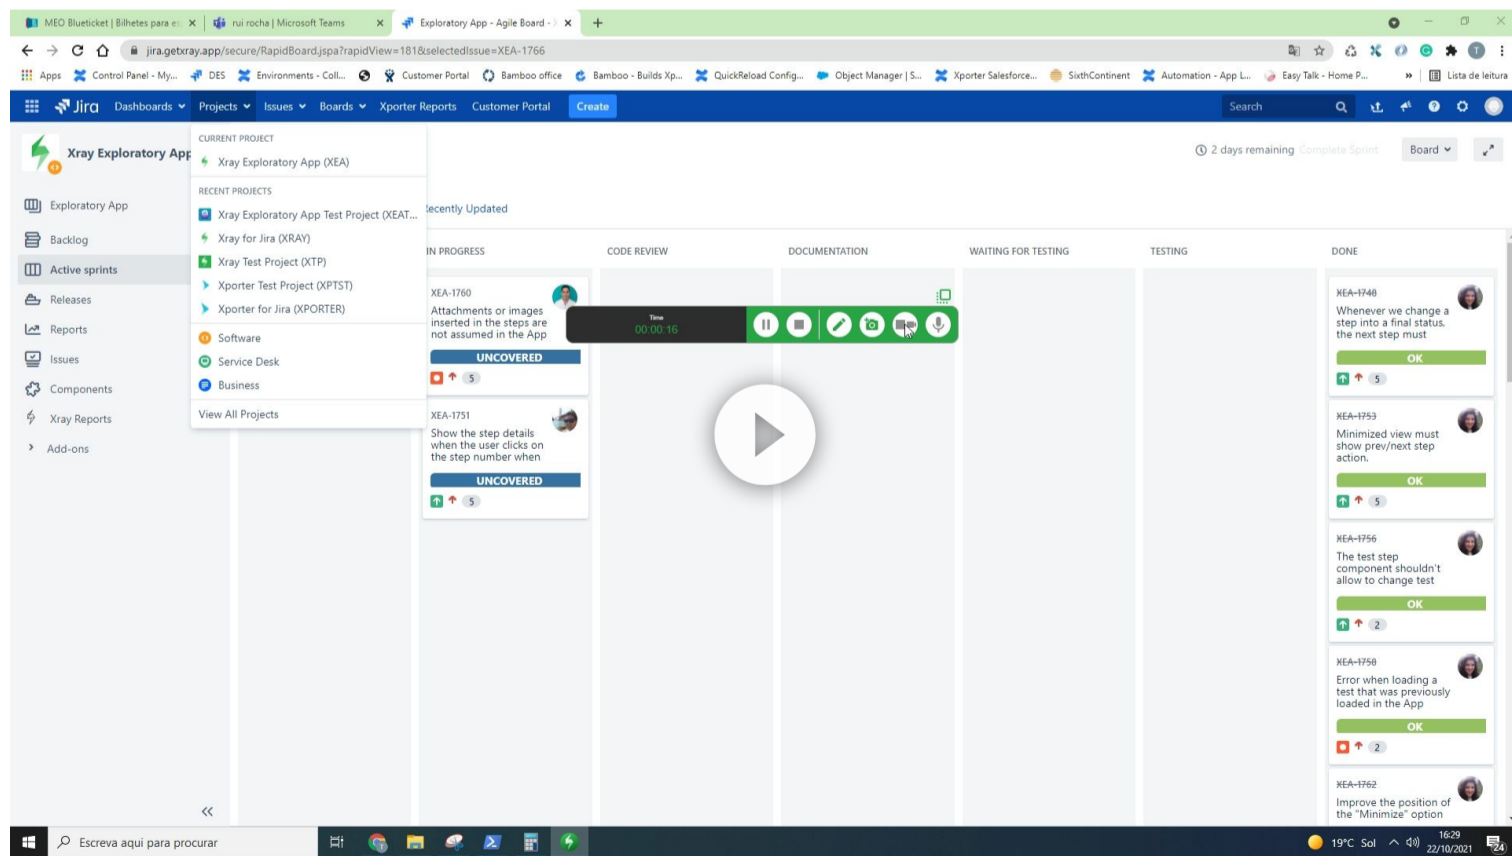 MEO Blueticket | Bilhetes para e
rui rocha | Microsoft Teams
Exploratory App - Agile Board -
jira.getxray.app/secure/RapidBoard.jspa?rapidView=181&selectedIssue=XEA-1766
T
Apps
Control Panel - My...
DES
Environments - Coll...
Customer Portal
Bamboo office
Bamboo - Builds Xp...
QuickReload Config...
Object Manager | S...
Xporter Salesforce...
SixthContinent
Automation - App L...
Easy Talk - Home P...
»
Lista de leitura
Jira
Dashboards
Projects
Issues
Boards
Xporter Reports
Customer Portal
Create
Search
Xray Exploratory App
2 days remaining
Complete Sprint
Board
Exploratory App
Backlog
Active sprints
Releases
Reports
Issues
Components
Xray Reports
Add-ons
CURRENT PROJECT
Xray Exploratory App (XEA)
RECENT PROJECTS
Xray Exploratory App Test Project (XEAT...
Xray for Jira (XRAY)
Xray Test Project (XTP)
Xporter Test Project (XPTST)
Xporter for Jira (XPORTER)
Software
Service Desk
Business
View All Projects
Recently Updated
IN PROGRESS
CODE REVIEW
DOCUMENTATION
WAITING FOR TESTING
TESTING
DONE
XEA-1760
Attachments or images
inserted in the steps are
not assumed in the App
UNCOVERED
5
XEA-1751
Show the step details
when the user clicks on
the step number when
UNCOVERED
5
Time
00:00:16
XEA-1748
Whenever we change a
step into a final status,
the next step must
OK
5
XEA-1753
Minimized view must
show prev/next step
action.
OK
5
XEA-1756
The test step
component shouldn't
allow to change test
OK
2
XEA-1758
Error when loading a
test that was previously
loaded in the App
OK
2
XEA-1762
Improve the position of
the "Minimize" option
Escreva aqui para procurar
19°C Sol
16:29
22/10/2021
24